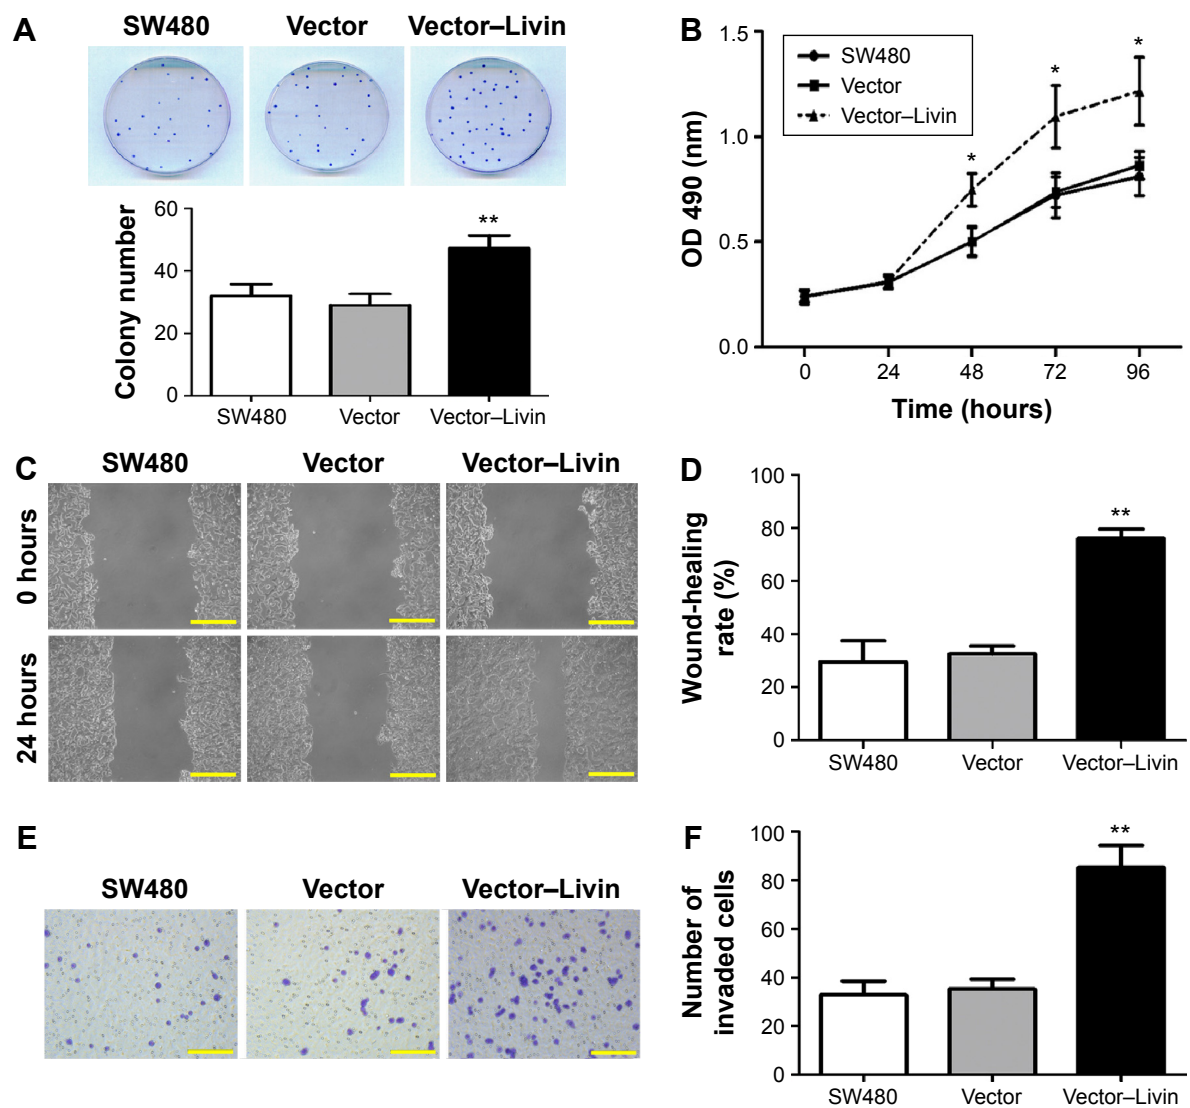 A
SW480 Vector Vector–Livin
Colony number
60
40
20
0
**
SW480 Vector Vector–Livin
B
OD 490 (nm)
1.5
1.0
0.5
0.0
SW480
Vector
Vector–Livin
*
*
*
0 24 48 72 96
Time (hours)
C
SW480 Vector Vector–Livin
0 hours
24 hours
D
Wound-healing
rate (%)
100
80
60
40
20
0
**
SW480 Vector Vector–Livin
E
SW480 Vector Vector–Livin
F
Number of
invaded cells
100
80
60
40
20
0
**
SW480 Vector Vector–Livin